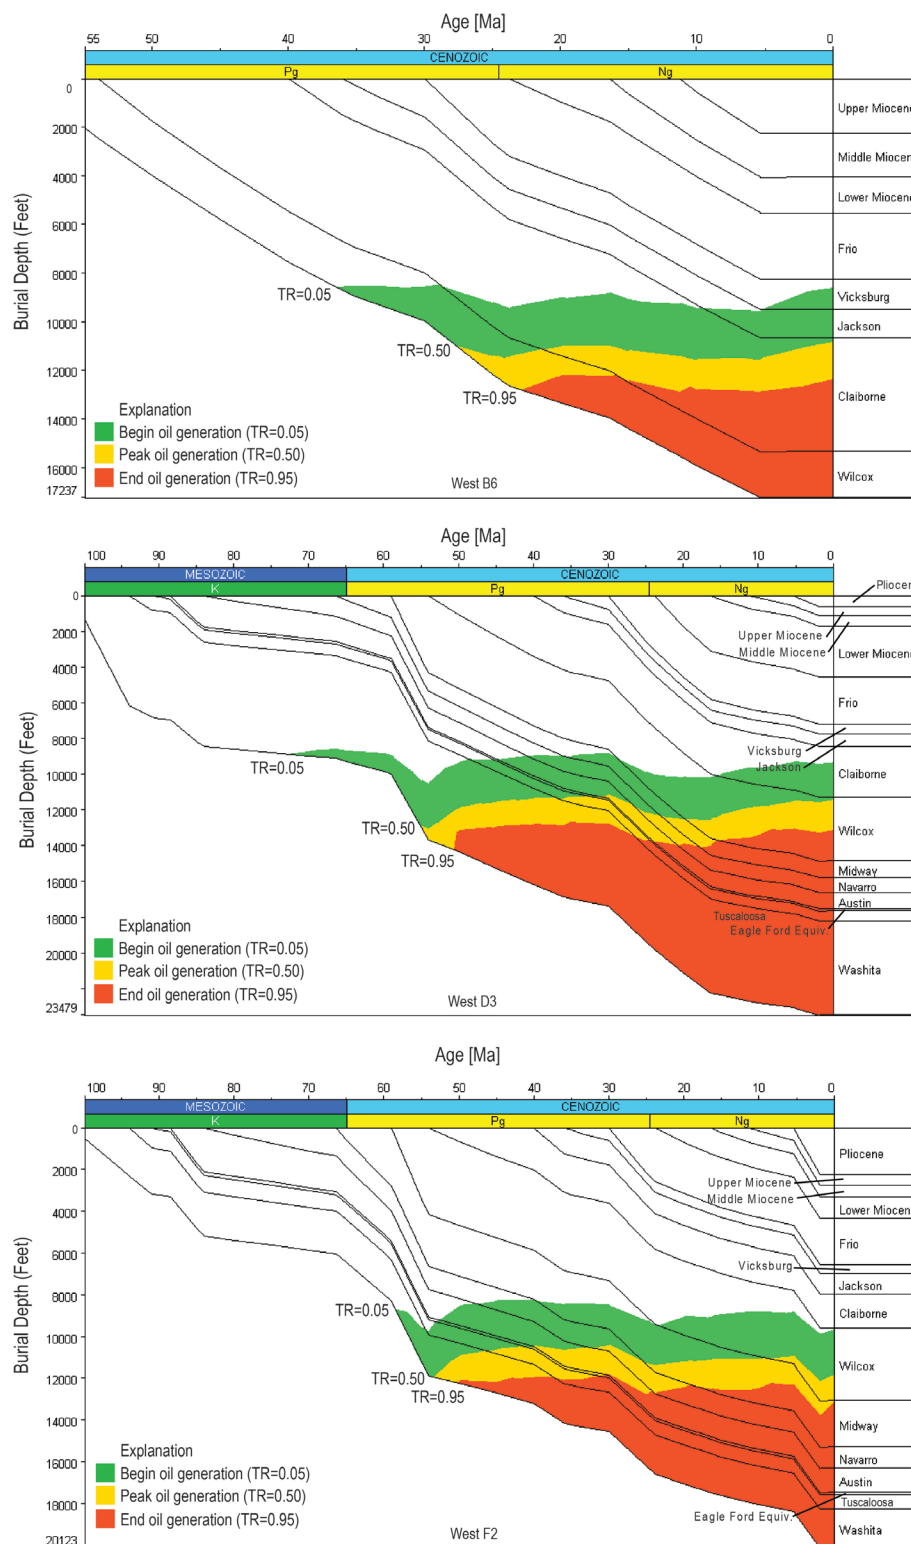 Age [Ma]
55 50 40 30 20 10 0
CENOZOIC
Pg Ng
Burial Depth (Feet)
0
2000
4000
6000
8000
10000
12000
14000
16000
17237
Upper Miocene
Middle Miocene
Lower Miocene
Frio
Vicksburg
Jackson
Claiborne
Wilcox
TR=0.05
TR=0.50
TR=0.95
Explanation
Begin oil generation (TR=0.05)
Peak oil generation (TR=0.50)
End oil generation (TR=0.95)
West B6
Age [Ma]
100 90 80 70 60 50 40 30 20 10 0
MESOZOIC CENOZOIC
K Pg Ng
Burial Depth (Feet)
0
2000
4000
6000
8000
10000
12000
14000
16000
18000
20000
23479
Pliocene
Upper Miocene
Middle Miocene
Lower Miocene
Frio
Vicksburg
Jackson
Claiborne
Wilcox
Midway
Navarro
Austin
Tuscaloosa
Eagle Ford Equiv.
Washita
TR=0.05
TR=0.50
TR=0.95
Explanation
Begin oil generation (TR=0.05)
Peak oil generation (TR=0.50)
End oil generation (TR=0.95)
West D3
Age [Ma]
100 90 80 70 60 50 40 30 20 10 0
MESOZOIC CENOZOIC
K Pg Ng
Burial Depth (Feet)
0
2000
4000
6000
8000
10000
12000
14000
16000
18000
20123
Pliocene
Upper Miocene
Middle Miocene
Lower Miocene
Frio
Vicksburg
Jackson
Claiborne
Wilcox
Midway
Navarro
Austin
Tuscaloosa
Eagle Ford Equiv.
Washita
TR=0.05
TR=0.50
TR=0.95
Explanation
Begin oil generation (TR=0.05)
Peak oil generation (TR=0.50)
End oil generation (TR=0.95)
West F2